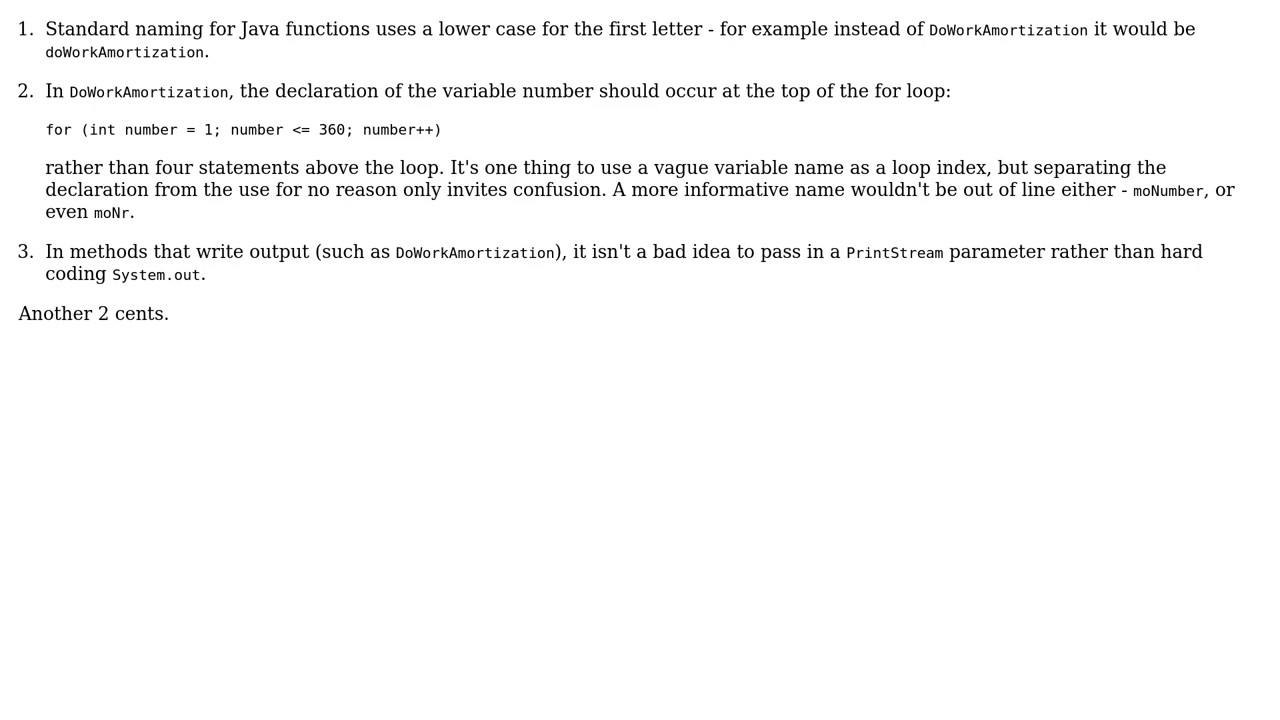 1. Standard naming for Java functions uses a lower case for the first letter - for example instead of DoWorkAmortization it would be
doWorkAmortization.
2. In DoWorkAmortization, the declaration of the variable number should occur at the top of the for loop:
for (int number = 1; number <= 360; number++)
rather than four statements above the loop. It's one thing to use a vague variable name as a loop index, but separating the
declaration from the use for no reason only invites confusion. A more informative name wouldn't be out of line either - moNumber, or
even moNr.
3. In methods that write output (such as DoWorkAmortization), it isn't a bad idea to pass in a PrintStream parameter rather than hard
coding System.out.
Another 2 cents.